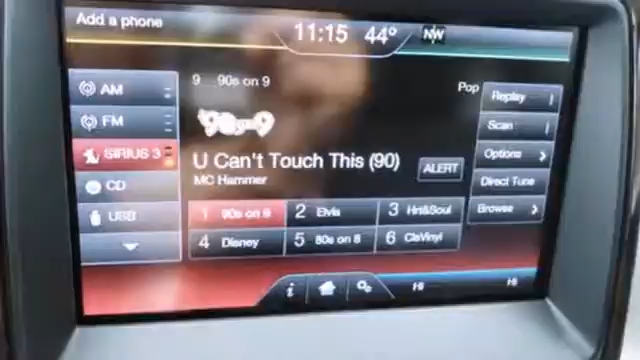 Add a phone
11:15 44° NW
9 90s on 9
Pop
AM
FM
SIRIUS 3
CD
USB
U Can't Touch This (90)
MC Hammer
ALERT
Replay
Scan
Options
Direct Tune
Browse
1 90s on 9
2 Elvis
3 Hrt&Soul
4 Disney
5 80s on 8
6 ClsVinyl
i
HI
HI